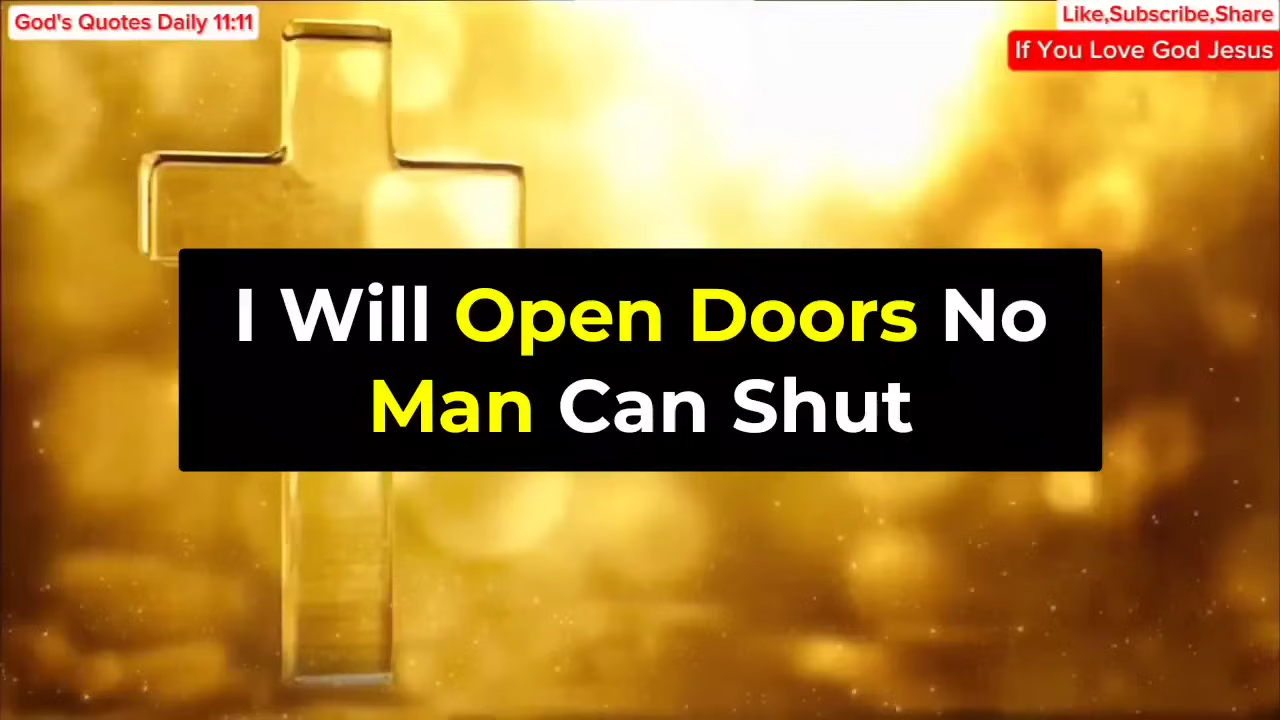 God's Quotes Daily 11:11
Like,Subscribe,Share
If You Love God Jesus
I Will Open Doors No
Man Can Shut